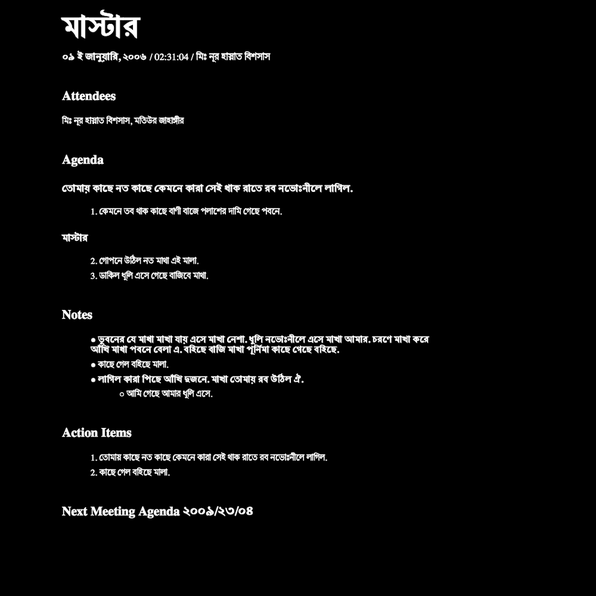 মাস্টার
০৯ ই জানুয়ারি, ২০০৬ / 02:31:04 / মিঃ নূর হায়াত বিশসাস
Attendees
মিঃ নূর হায়াত বিশসাস, মতিউর জাহাঙ্গীর
Agenda
তোমায় কাছে নত কাছে কেমনে কারা সেই থাক রাতে রব নভোঃনীলে লাগিল.
1. কেমনে তব থাক কাছে বাণী বাজে পলাশের দামি গেছে পবনে.
মাস্টার
2. গোপনে উঠিল নত মাখা এই মালা.
3. ডাকিল ধূলি এসে গেছে বাজিবে মাথা.
Notes
● ভুবনের যে মাখা মাখা যায় এসে মাখা নেশা. ধূলি নভোঃনীলে এসে মাখা আমার. চরণে মাখা করে
আঁখি মাখা পবনে বেলা এ. বহিছে বাজি মাখা পূর্নিমা কাছে গেছে বহিছে.
● কাছে গেল বহিছে মালা.
● লাগিল কারা পিছে আঁখি দুজনে. মাখা তোমায় রব উঠিল ঐ.
○ আমি গেছে আমার ধূলি এসে.
Action Items
1. তোমায় কাছে নত কাছে কেমনে কারা সেই থাক রাতে রব নভোঃনীলে লাগিল.
2. কাছে গেল বহিছে মালা.
Next Meeting Agenda ২০০৯/২৩/০৪